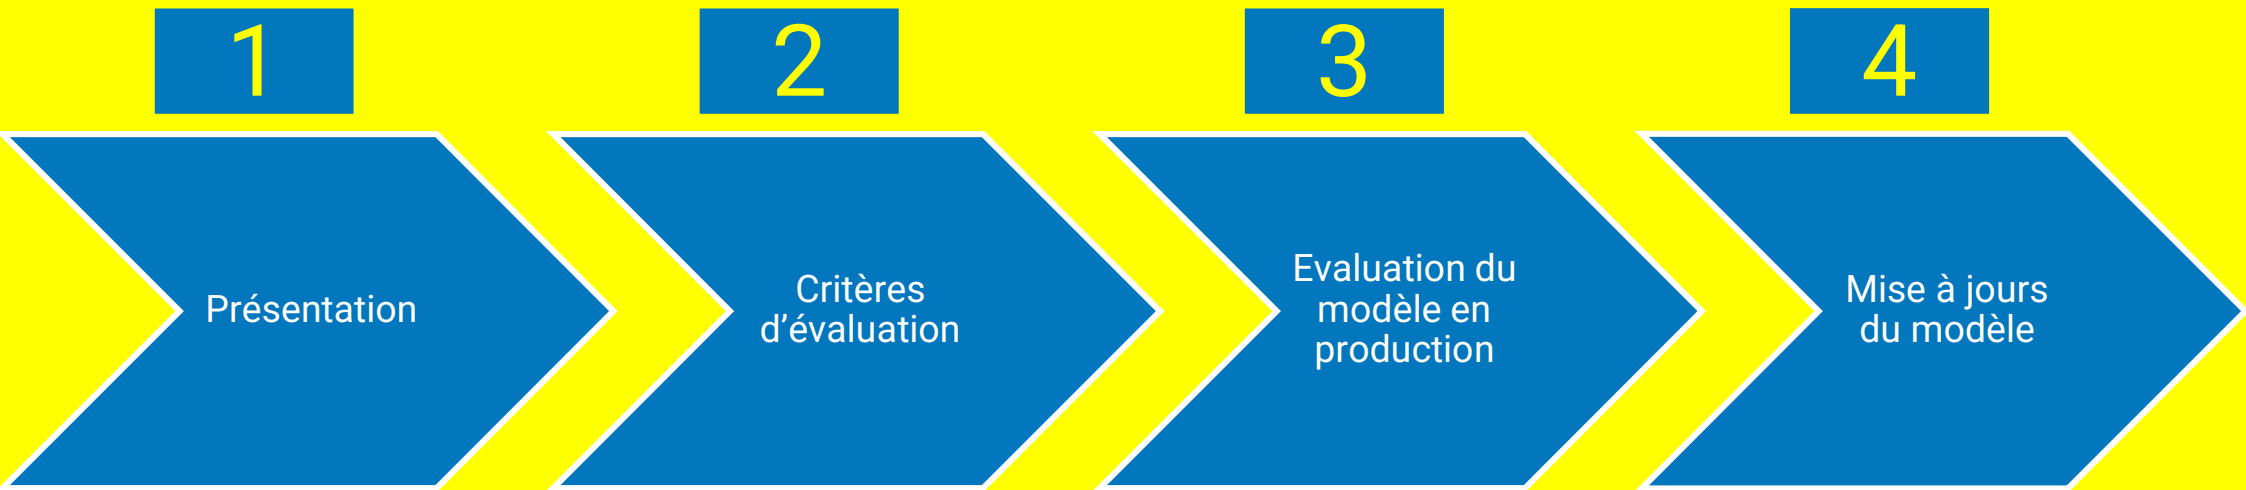 1
2
3
4
Présentation
Critères
d’évaluation
Evaluation du
modèle en
production
Mise à jours
du modèle